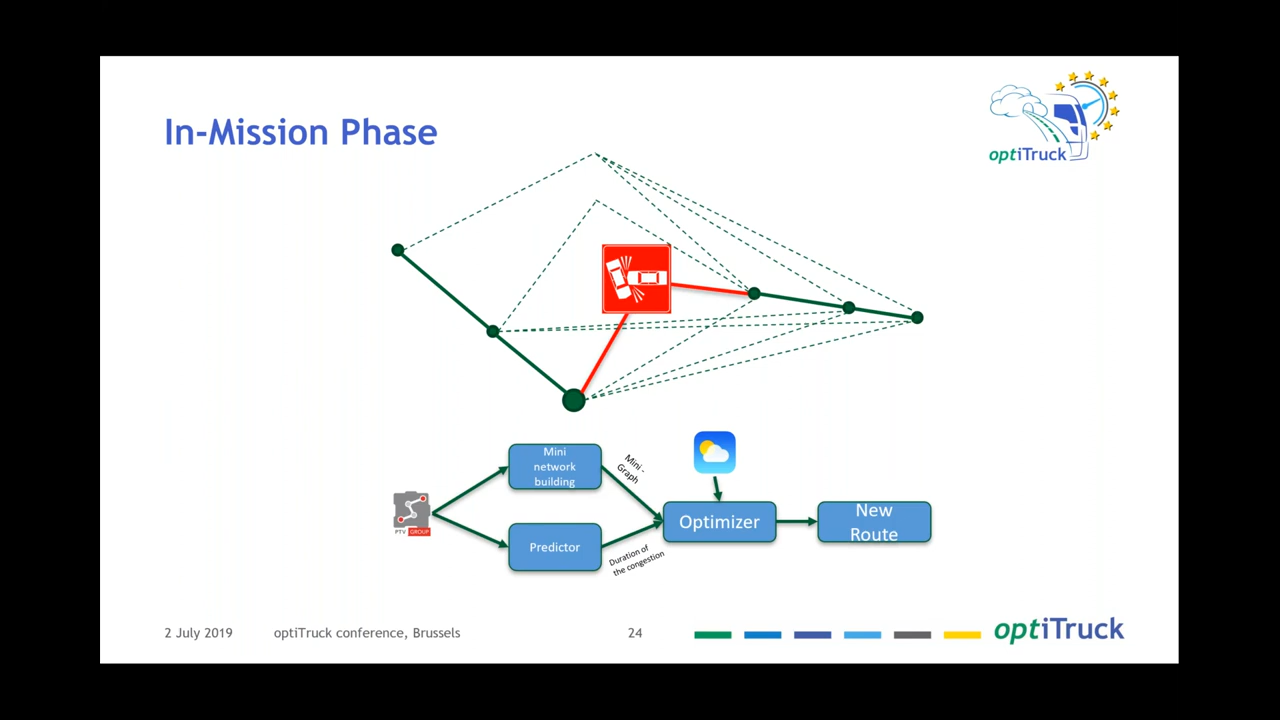 In-Mission Phase
optiTruck
Mini
network
building
Mini -
Graph
Optimizer
New
Route
PTV GROUP
Predictor
Duration of
the congestion
2 July 2019
optiTruck conference, Brussels
24
optiTruck